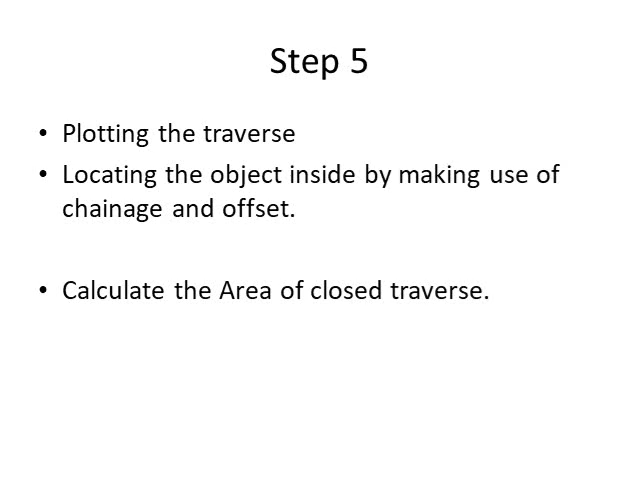 Step 5
• Plotting the traverse
• Locating the object inside by making use of
chainage and offset.
• Calculate the Area of closed traverse.